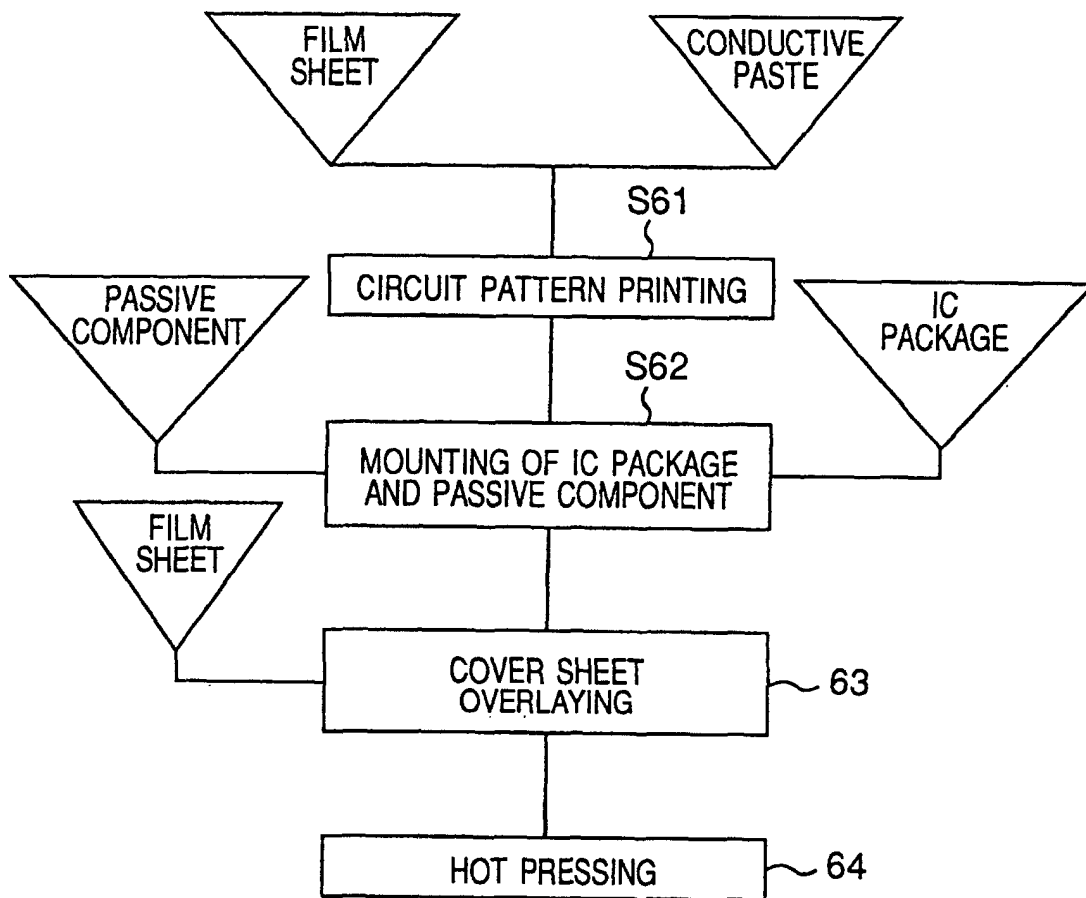 FILM
SHEET
CONDUCTIVE
PASTE
S61
CIRCUIT PATTERN PRINTING
PASSIVE
COMPONENT
IC
PACKAGE
S62
MOUNTING OF IC PACKAGE
AND PASSIVE COMPONENT
FILM
SHEET
COVER SHEET
OVERLAYING
63
HOT PRESSING
64